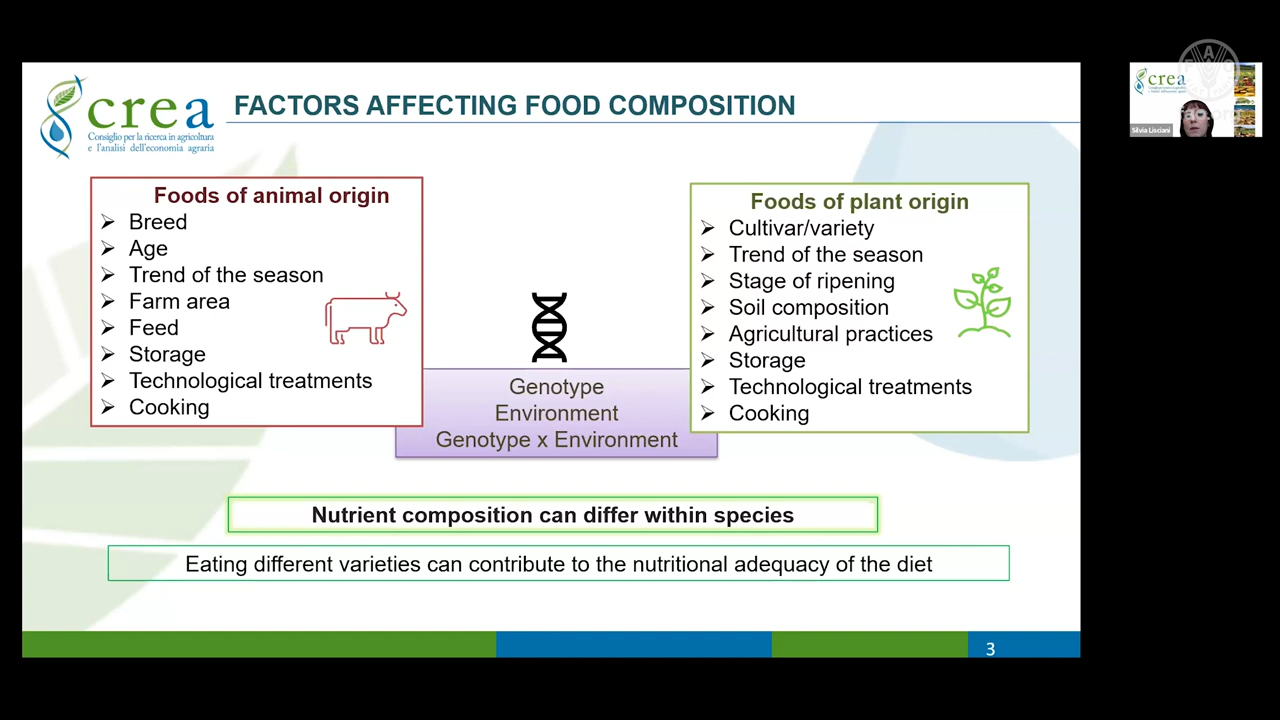 crea
Consiglio per la ricerca in agricoltura
e l'analisi dell'economia agraria
FACTORS AFFECTING FOOD COMPOSITION
Foods of animal origin
Breed
Age
Trend of the season
Farm area
Feed
Storage
Technological treatments
Cooking
Genotype
Environment
Genotype x Environment
Foods of plant origin
Cultivar/variety
Trend of the season
Stage of ripening
Soil composition
Agricultural practices
Storage
Technological treatments
Cooking
Nutrient composition can differ within species
Eating different varieties can contribute to the nutritional adequacy of the diet
3
crea
Silvia Lisciani